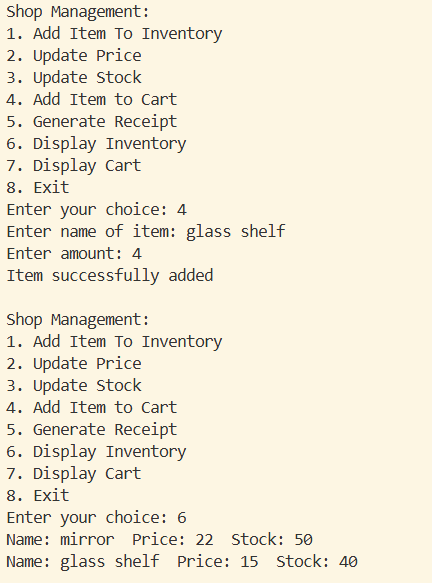 Shop Management:
1. Add Item To Inventory
2. Update Price
3. Update Stock
4. Add Item to Cart
5. Generate Receipt
6. Display Inventory
7. Display Cart
8. Exit
Enter your choice: 4
Enter name of item: glass shelf
Enter amount: 4
Item successfully added

Shop Management:
1. Add Item To Inventory
2. Update Price
3. Update Stock
4. Add Item to Cart
5. Generate Receipt
6. Display Inventory
7. Display Cart
8. Exit
Enter your choice: 6
Name: mirror  Price: 22  Stock: 50
Name: glass shelf  Price: 15  Stock: 40